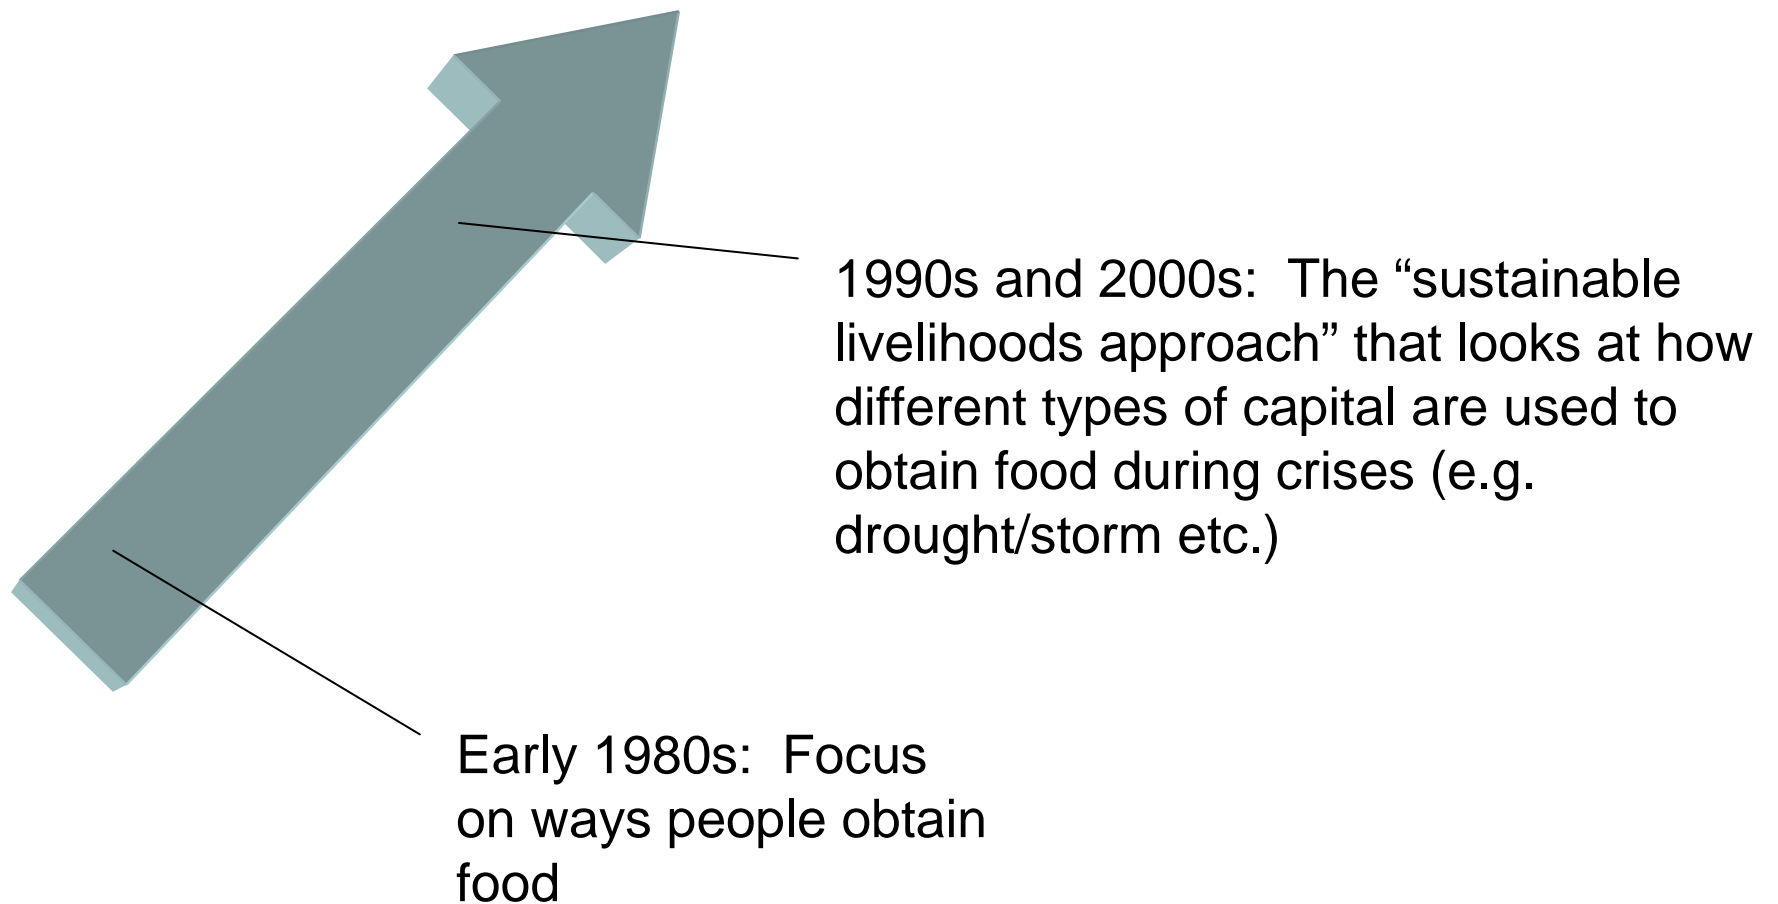 1990s and 2000s:  The “sustainable
livelihoods approach” that looks at how
different types of capital are used to
obtain food during crises (e.g.
drought/storm etc.)
Early 1980s:  Focus
on ways people obtain
food